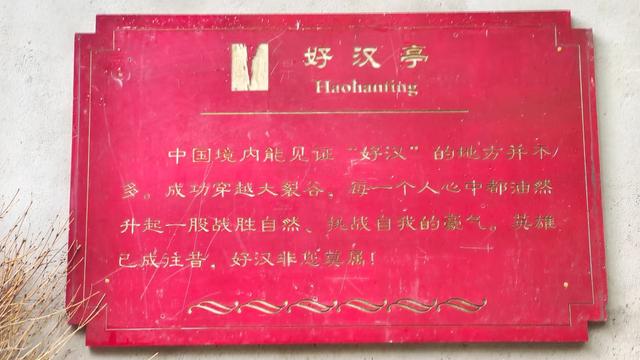 好汉亭
Haohanting
中国境内能见证“好汉”的地方并不
多。成功穿越大裂谷，每一个人心中都油然
升起一股战胜自然、挑战自我的豪气。英雄
已成往昔，好汉非您莫属！